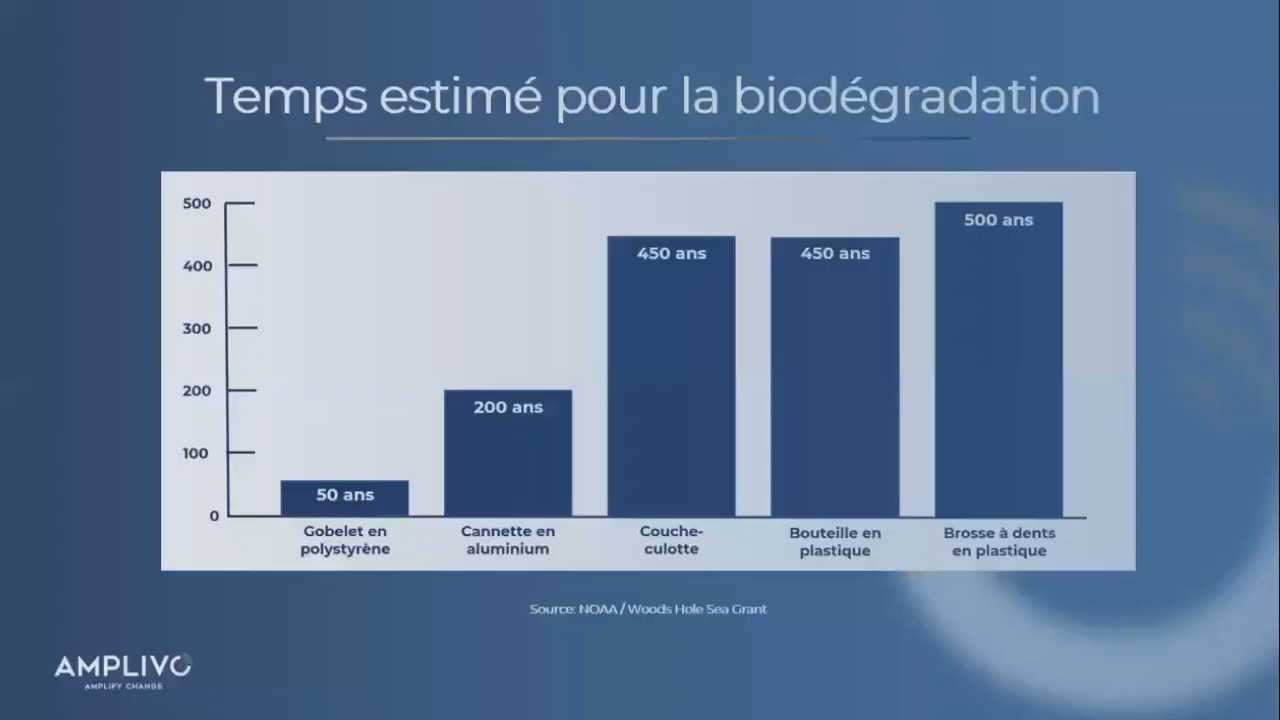 Temps estimé pour la biodégradation
500
400
300
200
100
0
50 ans
200 ans
450 ans
450 ans
500 ans
Gobelet en
polystyrène
Cannette en
aluminium
Couche-
culotte
Bouteille en
plastique
Brosse à dents
en plastique
Source: NOAA / Woods Hole Sea Grant
AMPLIVO
AMPLIFY CHANGE